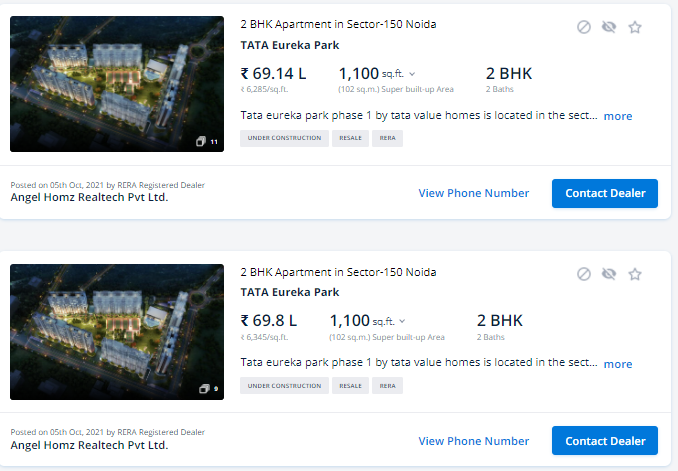 2 BHK Apartment in Sector-150 Noida
TATA Eureka Park
₹ 69.14 L 1,100 sq.ft. 2 BHK
₹ 6,285/sq.ft. (102 sq.m.) Super built-up Area 2 Baths
Tata eureka park phase 1 by tata value homes is located in the sect... more
11
UNDER CONSTRUCTION RESALE RERA
Posted on 05th Oct, 2021 by RERA Registered Dealer
Angel Homz Realtech Pvt Ltd.
View Phone Number Contact Dealer
2 BHK Apartment in Sector-150 Noida
TATA Eureka Park
₹ 69.8 L 1,100 sq.ft. 2 BHK
₹ 6,345/sq.ft. (102 sq.m.) Super built-up Area 2 Baths
Tata eureka park phase 1 by tata value homes is located in the sect... more
9
UNDER CONSTRUCTION RESALE RERA
Posted on 05th Oct, 2021 by RERA Registered Dealer
Angel Homz Realtech Pvt Ltd.
View Phone Number Contact Dealer